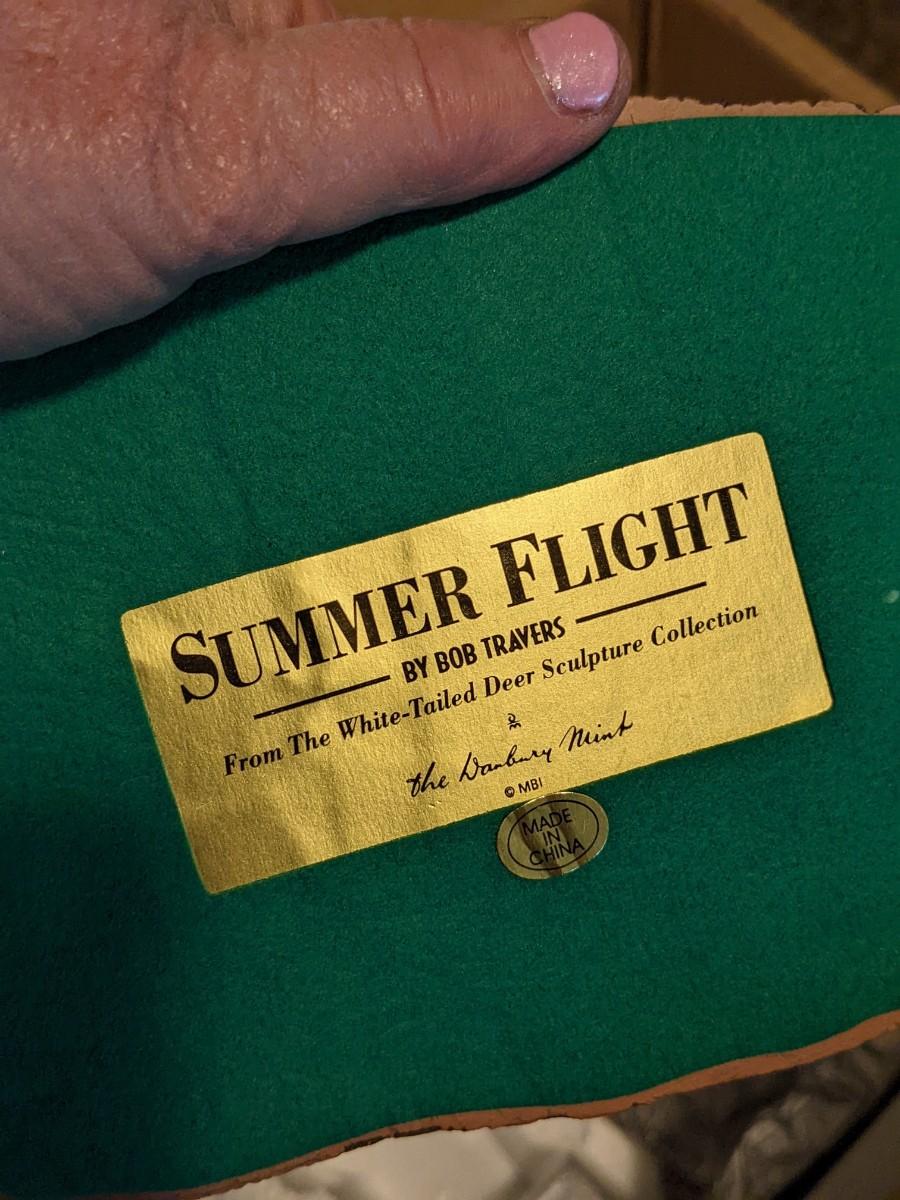 SUMMER FLIGHT
BY BOB TRAVERS
From The White-Tailed Deer Sculpture Collection
DM
the Danbury Mint
© MBI
MADE
IN
CHINA